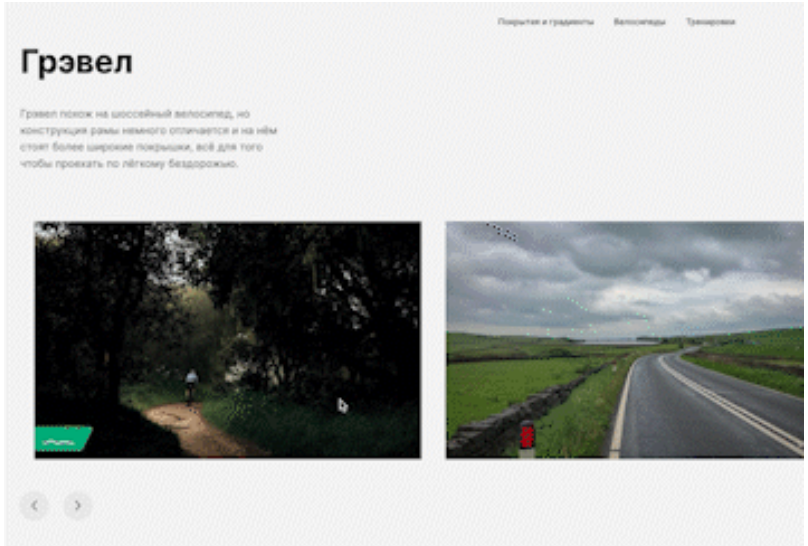 Покрытия и градиенты Велосипеды Тренировки
Грэвел
Грэвел похож на шоссейный велосипед, но
конструкция рамы немного отличается и на нём
стоят более широкие покрышки, всё для того
чтобы проехать по лёгкому бездорожью.